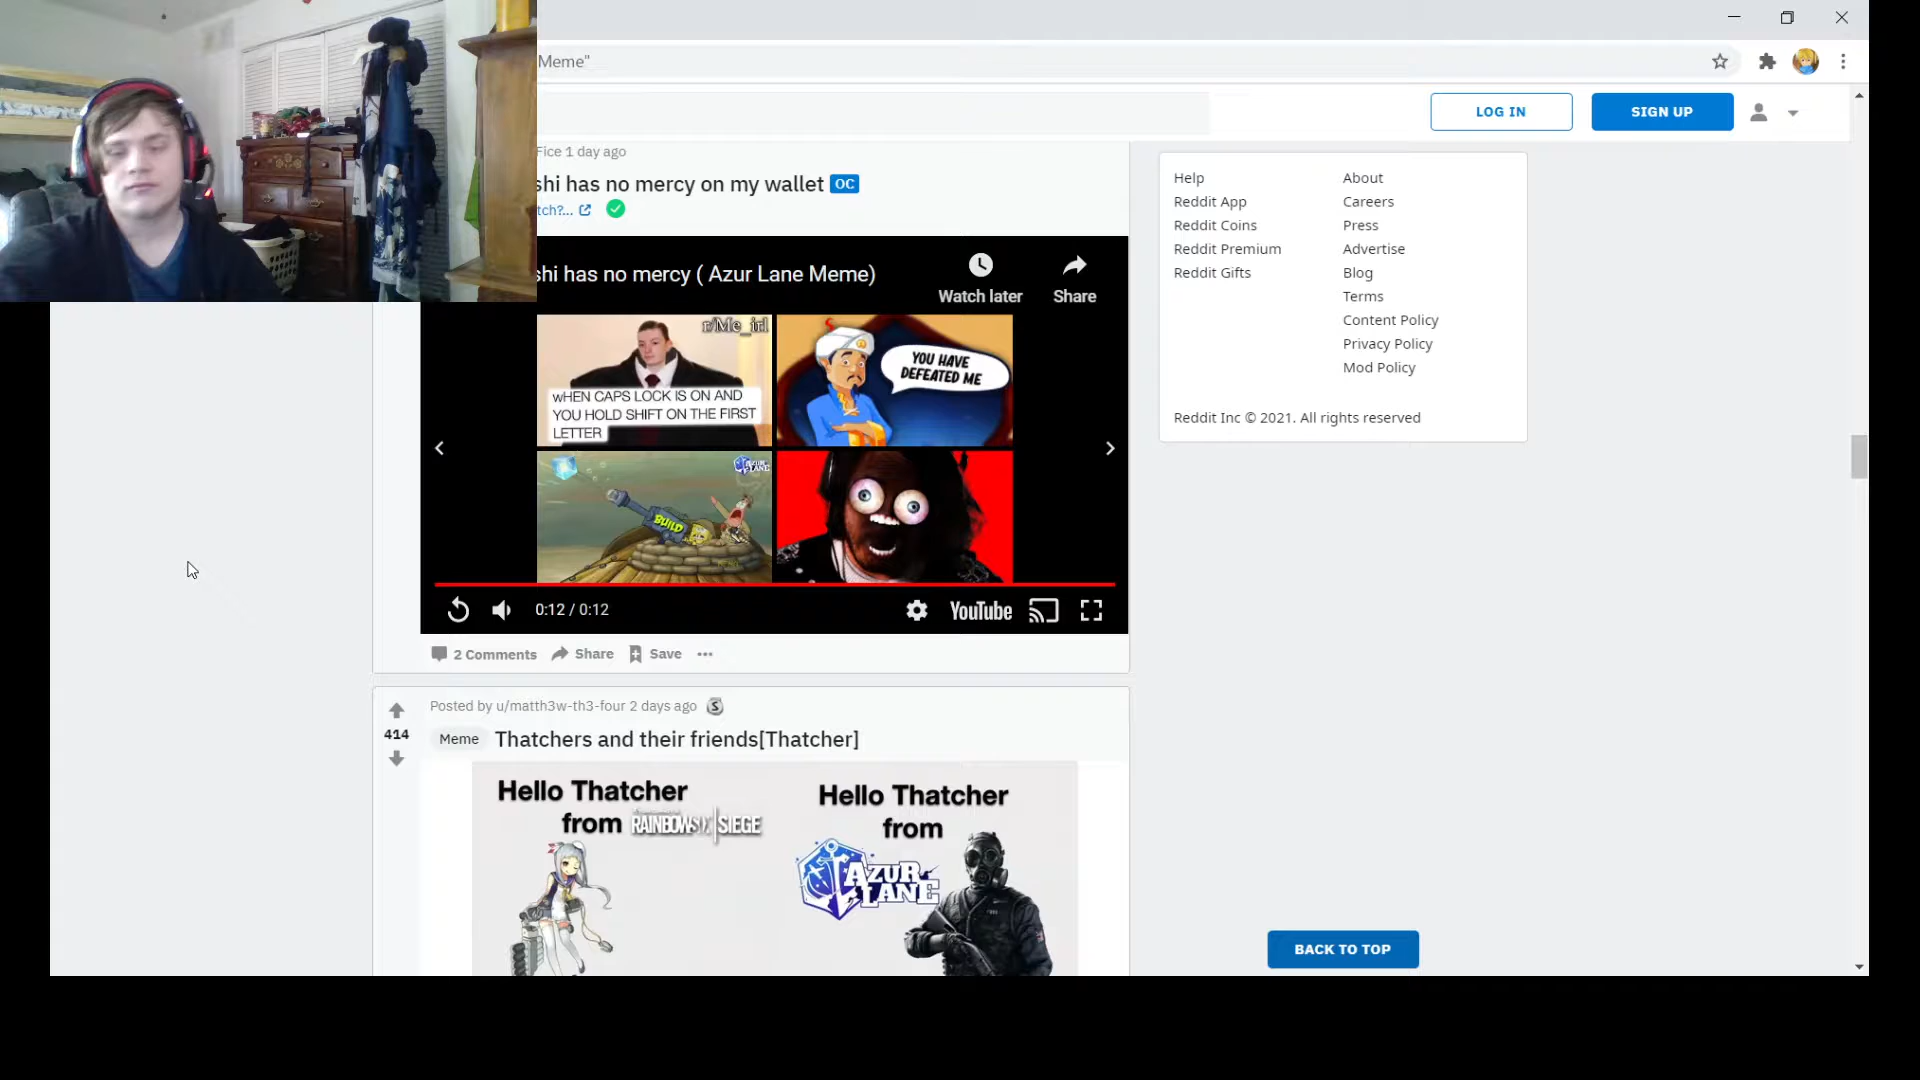 Meme"
LOG IN
SIGN UP
Fice 1 day ago
shi has no mercy on my wallet OC
tch?...
shi has no mercy ( Azur Lane Meme)
Watch later
Share
r/Me_irl
wHEN CAPS LOCK IS ON AND
YOU HOLD SHIFT ON THE FIRST
LETTER
YOU HAVE
DEFEATED ME
AZUR
LANE
BUILD
0:12 / 0:12
YouTube
2 Comments
Share
Save
Help
Reddit App
Reddit Coins
Reddit Premium
Reddit Gifts
About
Careers
Press
Advertise
Blog
Terms
Content Policy
Privacy Policy
Mod Policy
Reddit Inc © 2021. All rights reserved
Posted by u/matth3w-th3-four 2 days ago S
414
Meme Thatchers and their friends[Thatcher]
Hello Thatcher
from RAINBOWSIX SIEGE
Hello Thatcher
from
AZUR
LANE
BACK TO TOP